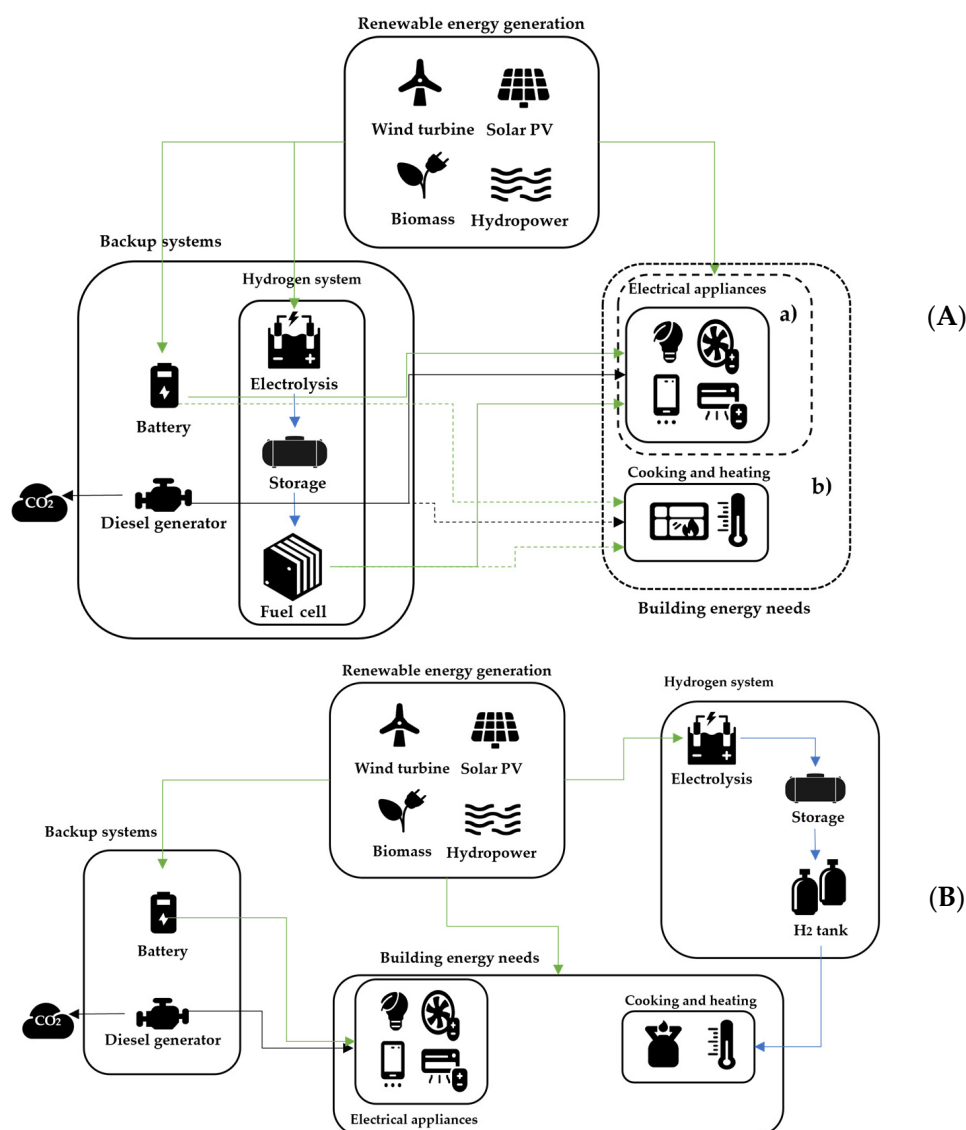 Renewable energy generation
Wind turbine
Solar PV
Biomass
Hydropower
Backup systems
Hydrogen system
Electrolysis
Battery
Storage
CO2
Diesel generator
Fuel cell
Electrical appliances
a)
Cooking and heating
b)
Building energy needs
(A)
Renewable energy generation
Wind turbine
Solar PV
Biomass
Hydropower
Hydrogen system
Electrolysis
Storage
H2 tank
Backup systems
Battery
CO2
Diesel generator
Building energy needs
Cooking and heating
Electrical appliances
(B)